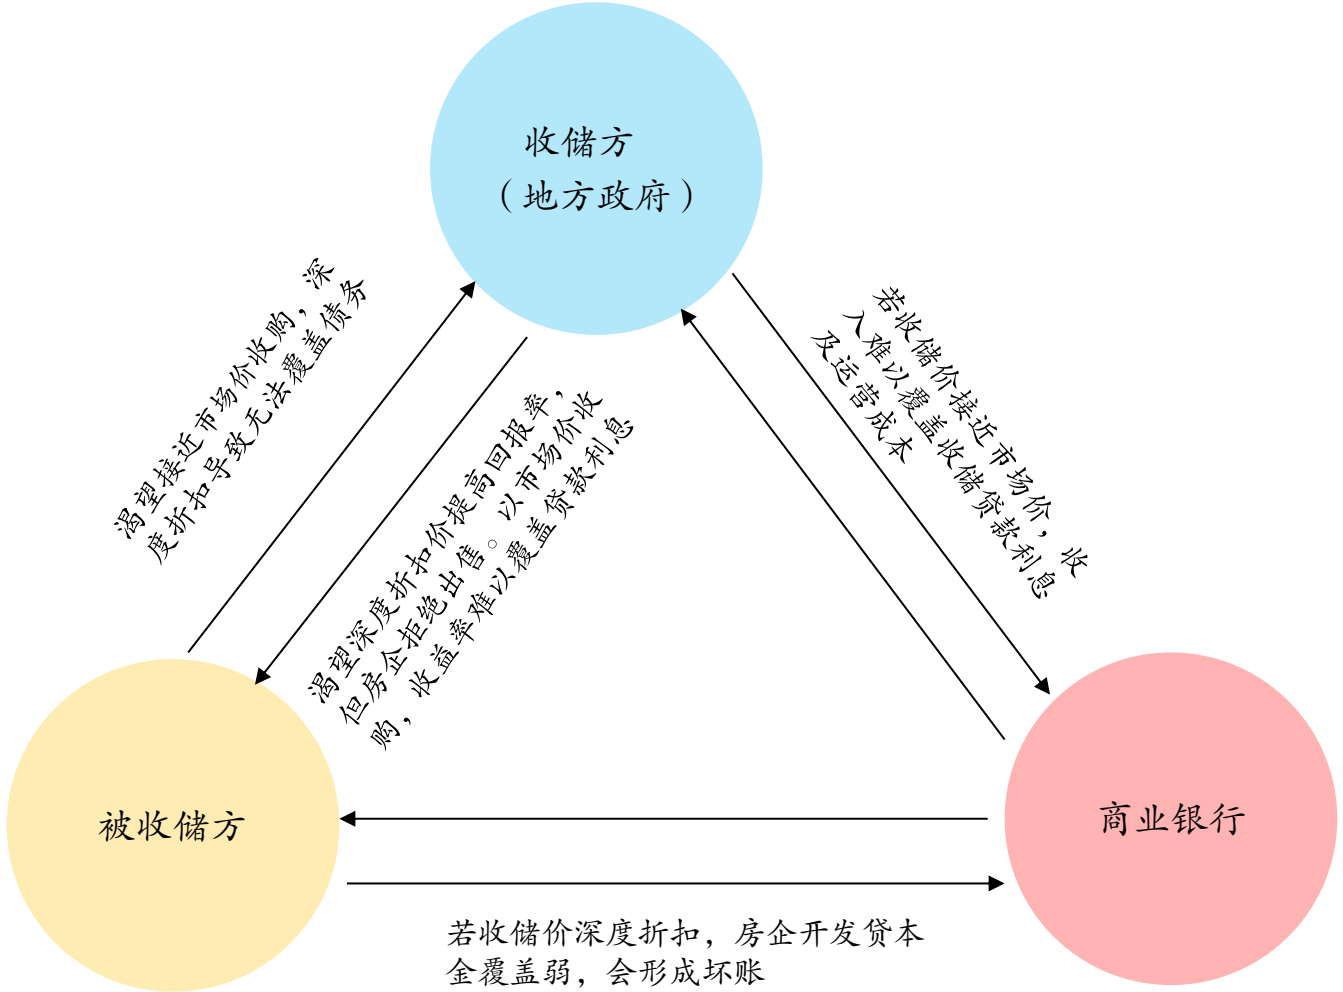 收储方
（地方政府）
渴望接近市场价收购，深
度折扣导致无法覆盖债务
渴望深度折扣价提高回报率，
但房企拒绝出售。以市场价收
购，收益率难以覆盖贷款利息
若收储价接近市场价，收
入难以覆盖收储贷款利息
及运营成本
被收储方
商业银行
若收储价深度折扣，房企开发贷本
金覆盖弱，会形成坏账